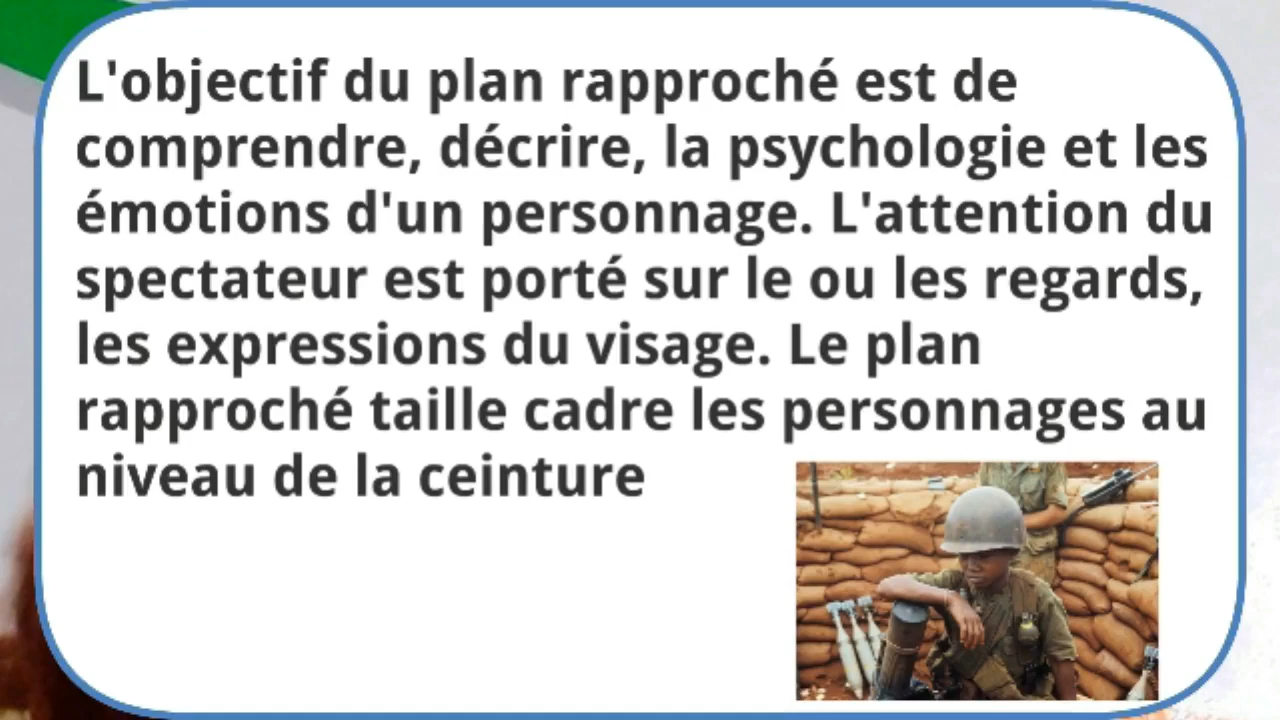 L'objectif du plan rapproché est de
comprendre, décrire, la psychologie et les
émotions d'un personnage. L'attention du
spectateur est porté sur le ou les regards,
les expressions du visage. Le plan
rapproché taille cadre les personnages au
niveau de la ceinture